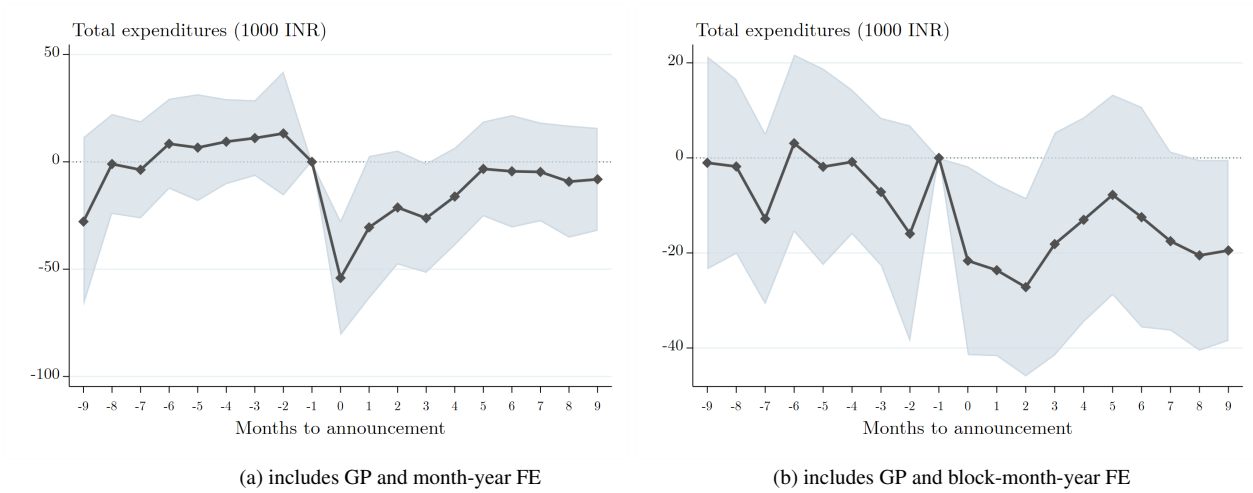 Total expenditures (1000 INR)
50
0
-50
-100
-9 -8 -7 -6 -5 -4 -3 -2 -1 0 1 2 3 4 5 6 7 8 9
Months to announcement
(a) includes GP and month-year FE
Total expenditures (1000 INR)
20
0
-20
-40
-9 -8 -7 -6 -5 -4 -3 -2 -1 0 1 2 3 4 5 6 7 8 9
Months to announcement
(b) includes GP and block-month-year FE